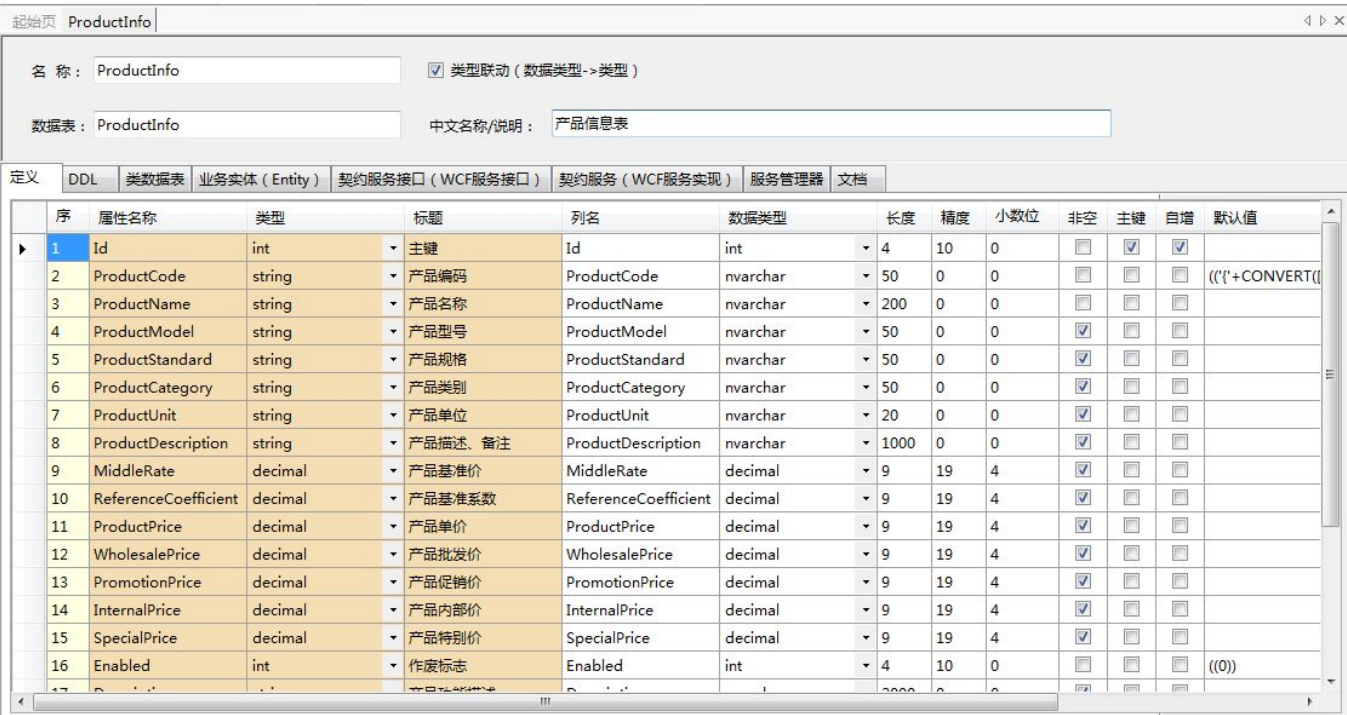 起始页 ProductInfo
名 称： ProductInfo 类型联动（数据类型->类型）
数据表： ProductInfo 中文名称/说明： 产品信息表
定义 DDL 类数据表 业务实体（Entity） 契约服务接口（WCF服务接口） 契约服务（WCF服务实现） 服务管理器 文档
序 属性名称 类型 标题 列名 数据类型 长度 精度 小数位 非空 主键 自增 默认值
1 Id int 主键 Id int 4 10 0
2 ProductCode string 产品编码 ProductCode nvarchar 50 0 0 (('{'+CONVERT([
3 ProductName string 产品名称 ProductName nvarchar 200 0 0
4 ProductModel string 产品型号 ProductModel nvarchar 50 0 0
5 ProductStandard string 产品规格 ProductStandard nvarchar 50 0 0
6 ProductCategory string 产品类别 ProductCategory nvarchar 50 0 0
7 ProductUnit string 产品单位 ProductUnit nvarchar 20 0 0
8 ProductDescription string 产品描述、备注 ProductDescription nvarchar 1000 0 0
9 MiddleRate decimal 产品基准价 MiddleRate decimal 9 19 4
10 ReferenceCoefficient decimal 产品基准系数 ReferenceCoefficient decimal 9 19 4
11 ProductPrice decimal 产品单价 ProductPrice decimal 9 19 4
12 WholesalePrice decimal 产品批发价 WholesalePrice decimal 9 19 4
13 PromotionPrice decimal 产品促销价 PromotionPrice decimal 9 19 4
14 InternalPrice decimal 产品内部价 InternalPrice decimal 9 19 4
15 SpecialPrice decimal 产品特别价 SpecialPrice decimal 9 19 4
16 Enabled int 作废标志 Enabled int 4 10 0 ((0))